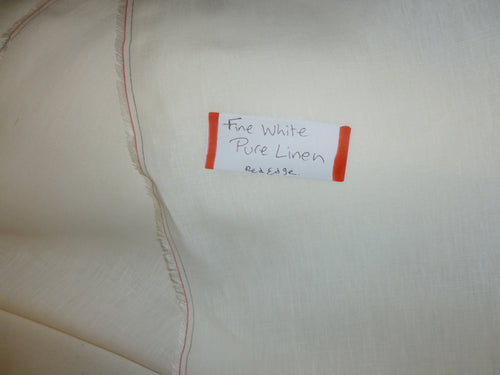 Fine White
Pure Linen
Red Edge